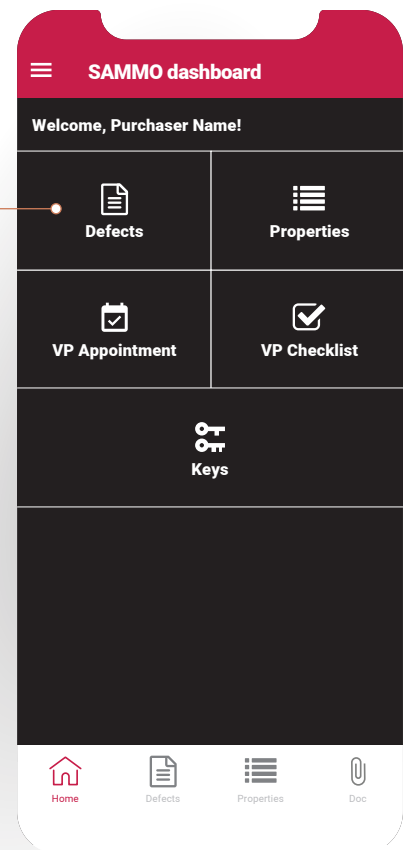 SAMMO dashboard
Welcome, Purchaser Name!
Defects
Properties
VP Appointment
VP Checklist
Keys
Home
Defects
Properties
Doc